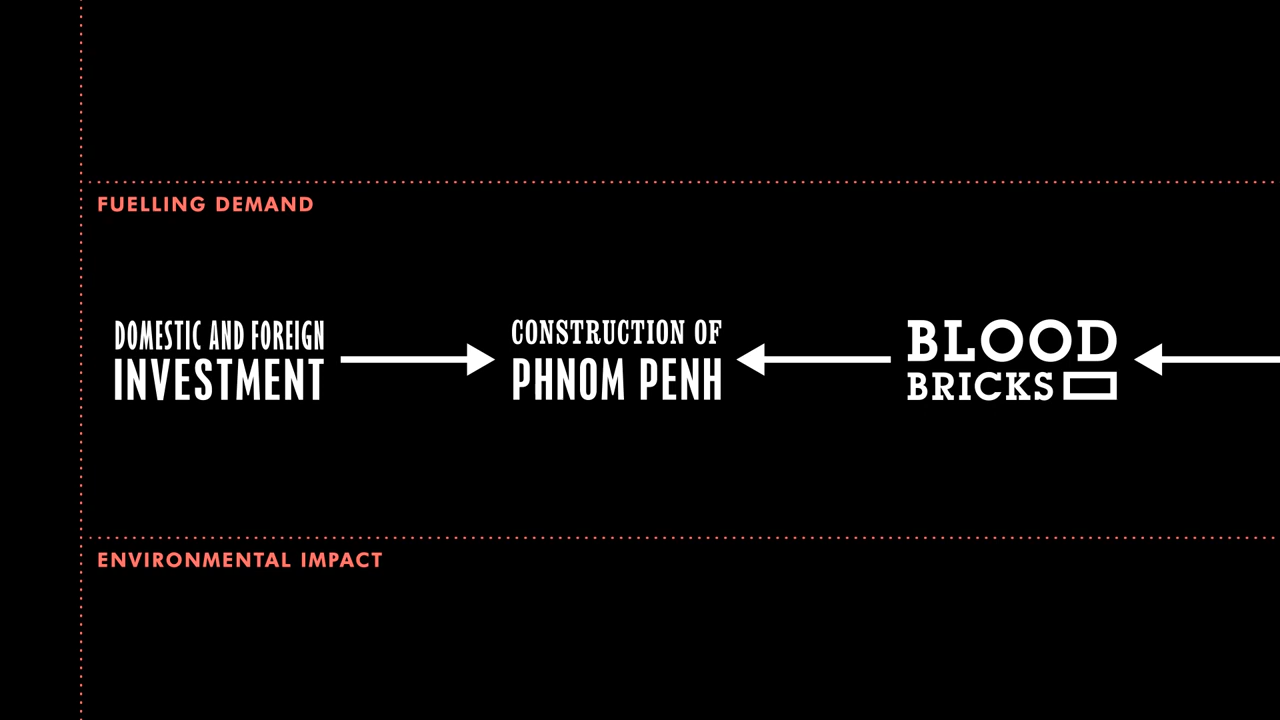 FUELLING DEMAND
DOMESTIC AND FOREIGN
INVESTMENT
CONSTRUCTION OF
PHNOM PENH
BLOOD
BRICKS
ENVIRONMENTAL IMPACT